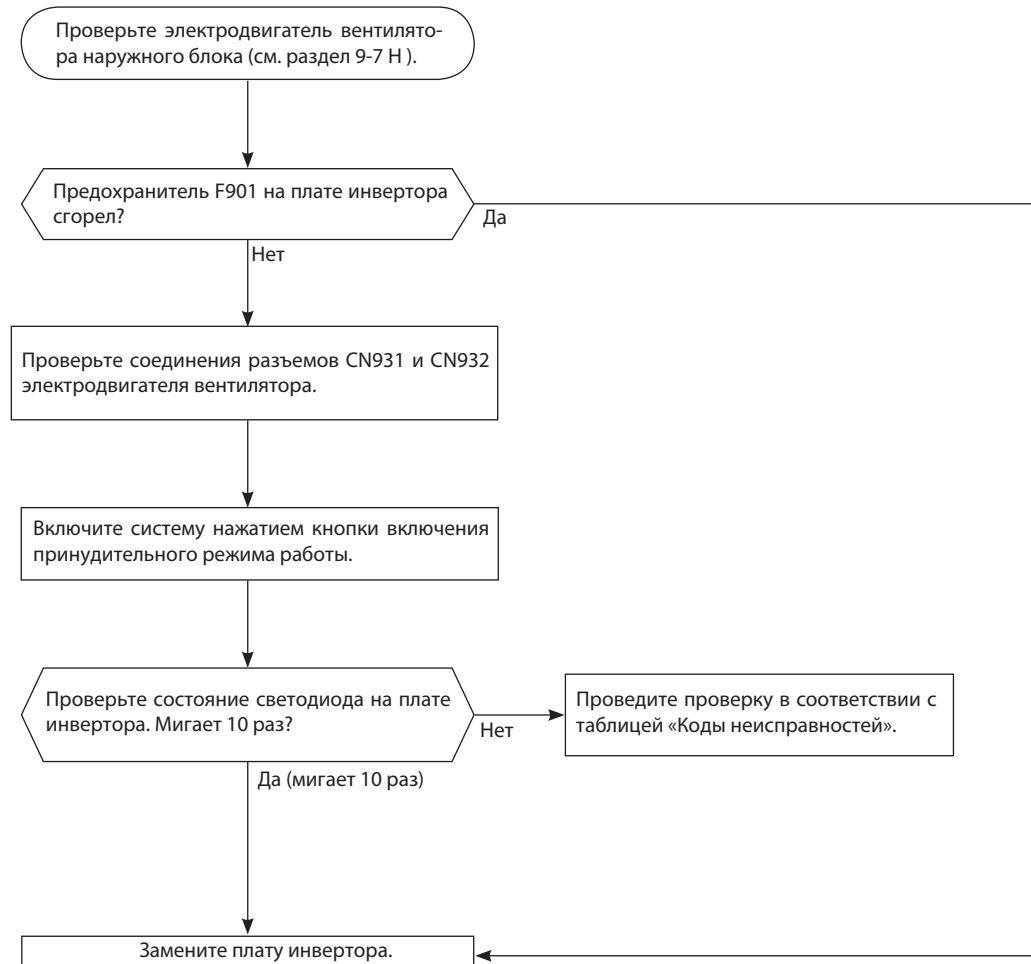 Проверьте электродвигатель вентилято-
ра наружного блока (см. раздел 9-7 H ).
Предохранитель F901 на плате инвертора
сгорел?
Да
Нет
Проверьте соединения разъемов CN931 и CN932
электродвигателя вентилятора.
Включите систему нажатием кнопки включения
принудительного режима работы.
Проверьте состояние светодиода на плате
инвертора. Мигает 10 раз?
Нет
Проведите проверку в соответствии с
таблицей «Коды неисправностей».
Да (мигает 10 раз)
Замените плату инвертора.